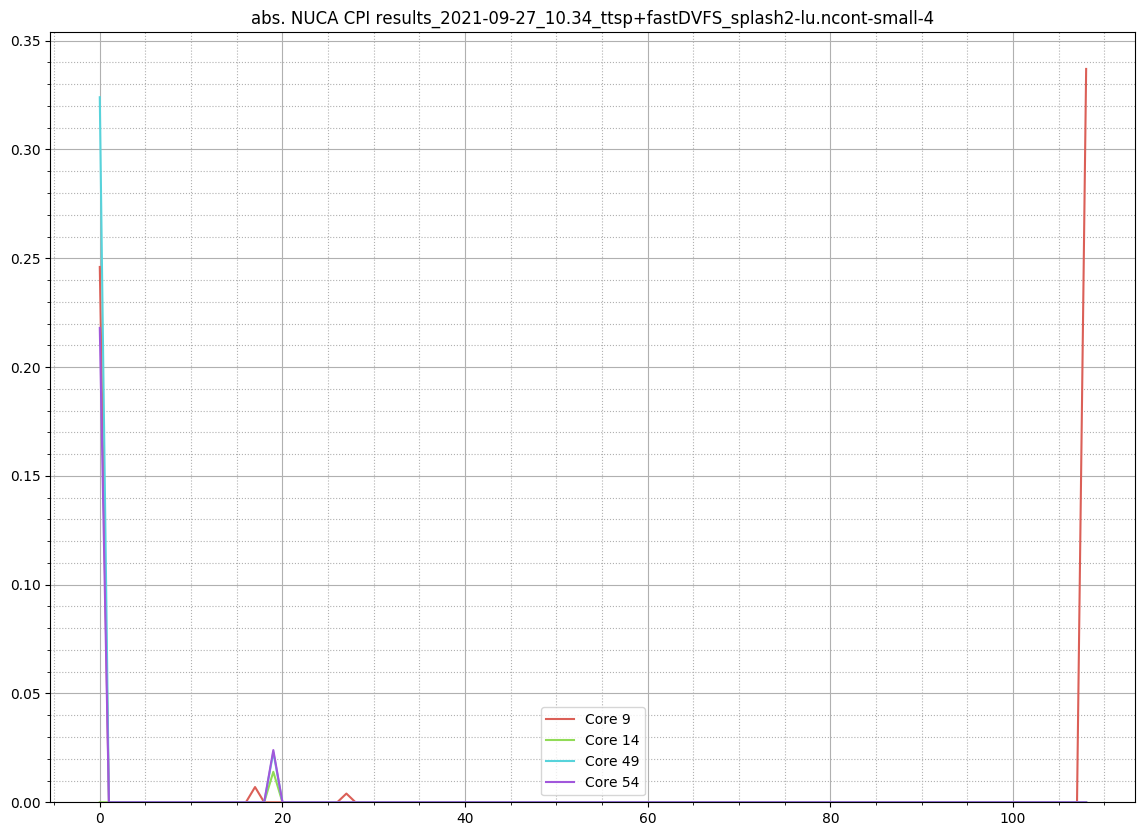 abs. NUCA CPI results_2021-09-27_10.34_ttsp+fastDVFS_splash2-lu.ncont-small-4
0.35
0.30
0.25
0.20
0.15
0.10
0.05
0.00
Core 9
Core 14
Core 49
Core 54
0 20 40 60 80 100